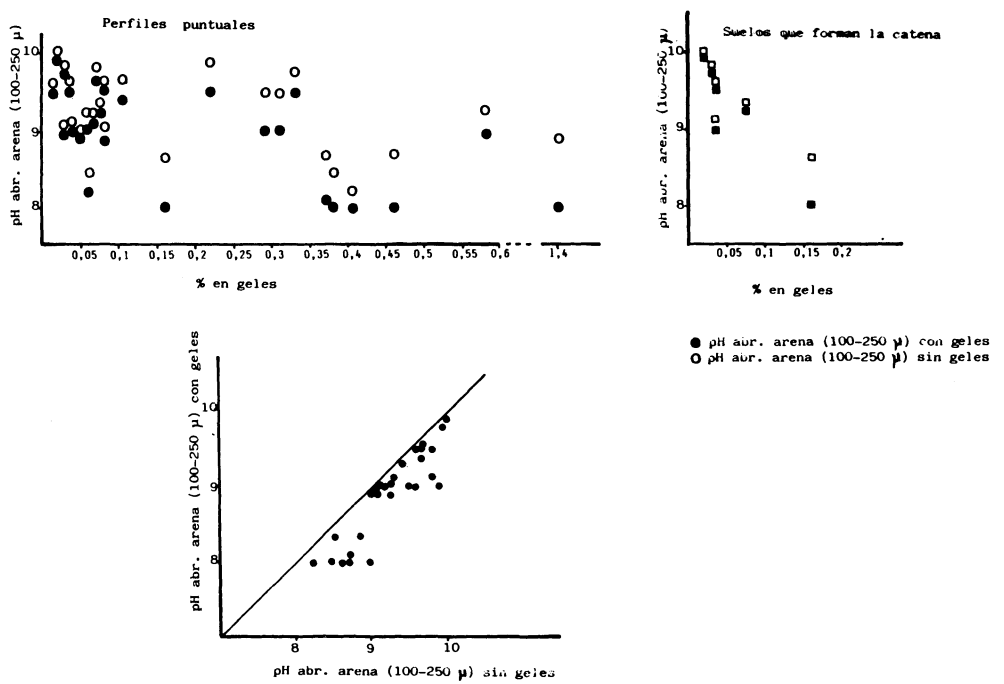 Perfiles puntuales
pH abr. arena (100-250 µ)
10
9
8
0,05 0,1 0,15 0,2 0,25 0,3 0,35 0,4 0,45 0,5 0,55 0,6 1,4
% en geles
Suelos que forman la catena
pH abr. arena (100-250 µ)
10
9
8
0,05 0,1 0,15 0,2
% en geles
● pH abr. arena (100-250 µ) con geles
○ pH abr. arena (100-250 µ) sin geles
pH abr. arena (100-250 µ) con geles
10
9
8
8 9 10
pH abr. arena (100-250 µ) sin geles